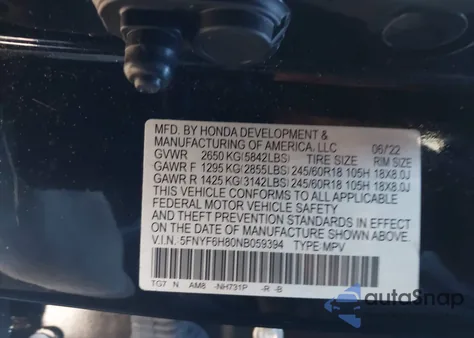 MFD. BY HONDA DEVELOPMENT &
MANUFACTURING OF AMERICA, LLC 06/22
GVWR 2650 KG(5842LBS) TIRE SIZE RIM SIZE
GAWR F 1295 KG(2855LBS) 245/60R18 105H 18X8.0J
GAWR R 1425 KG(3142LBS) 245/60R18 105H 18X8.0J
THIS VEHICLE CONFORMS TO ALL APPLICABLE
FEDERAL MOTOR VEHICLE SAFETY, BUMPER,
AND THEFT PREVENTION STANDARDS IN EFFECT
ON THE DATE OF MANUFACTURE SHOWN ABOVE.
V.I.N. 5FNYF6H80NB059394 TYPE MPV
TG7 N AM8 -NH731P -R -B
autoSnap